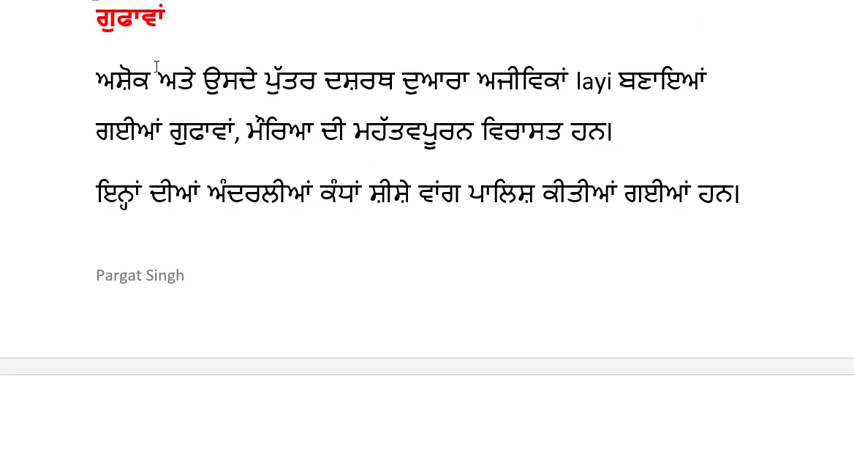 ਗੁਫਾਵਾਂ
ਅਸ਼ੋਕ ਅਤੇ ਉਸਦੇ ਪੁੱਤਰ ਦਸ਼ਰਥ ਦੁਆਰਾ ਅਜੀਵਿਕਾਂ layi ਬਣਾਇਆਂ
ਗਈਆਂ ਗੁਫਾਵਾਂ, ਮੌਰਿਆ ਦੀ ਮਹੱਤਵਪੂਰਨ ਵਿਰਾਸਤ ਹਨ।
ਇਨ੍ਹਾਂ ਦੀਆਂ ਅੰਦਰਲੀਆਂ ਕੰਧਾਂ ਸ਼ੀਸ਼ੇ ਵਾਂਗ ਪਾਲਿਸ਼ ਕੀਤੀਆਂ ਗਈਆਂ ਹਨ।
Pargat Singh